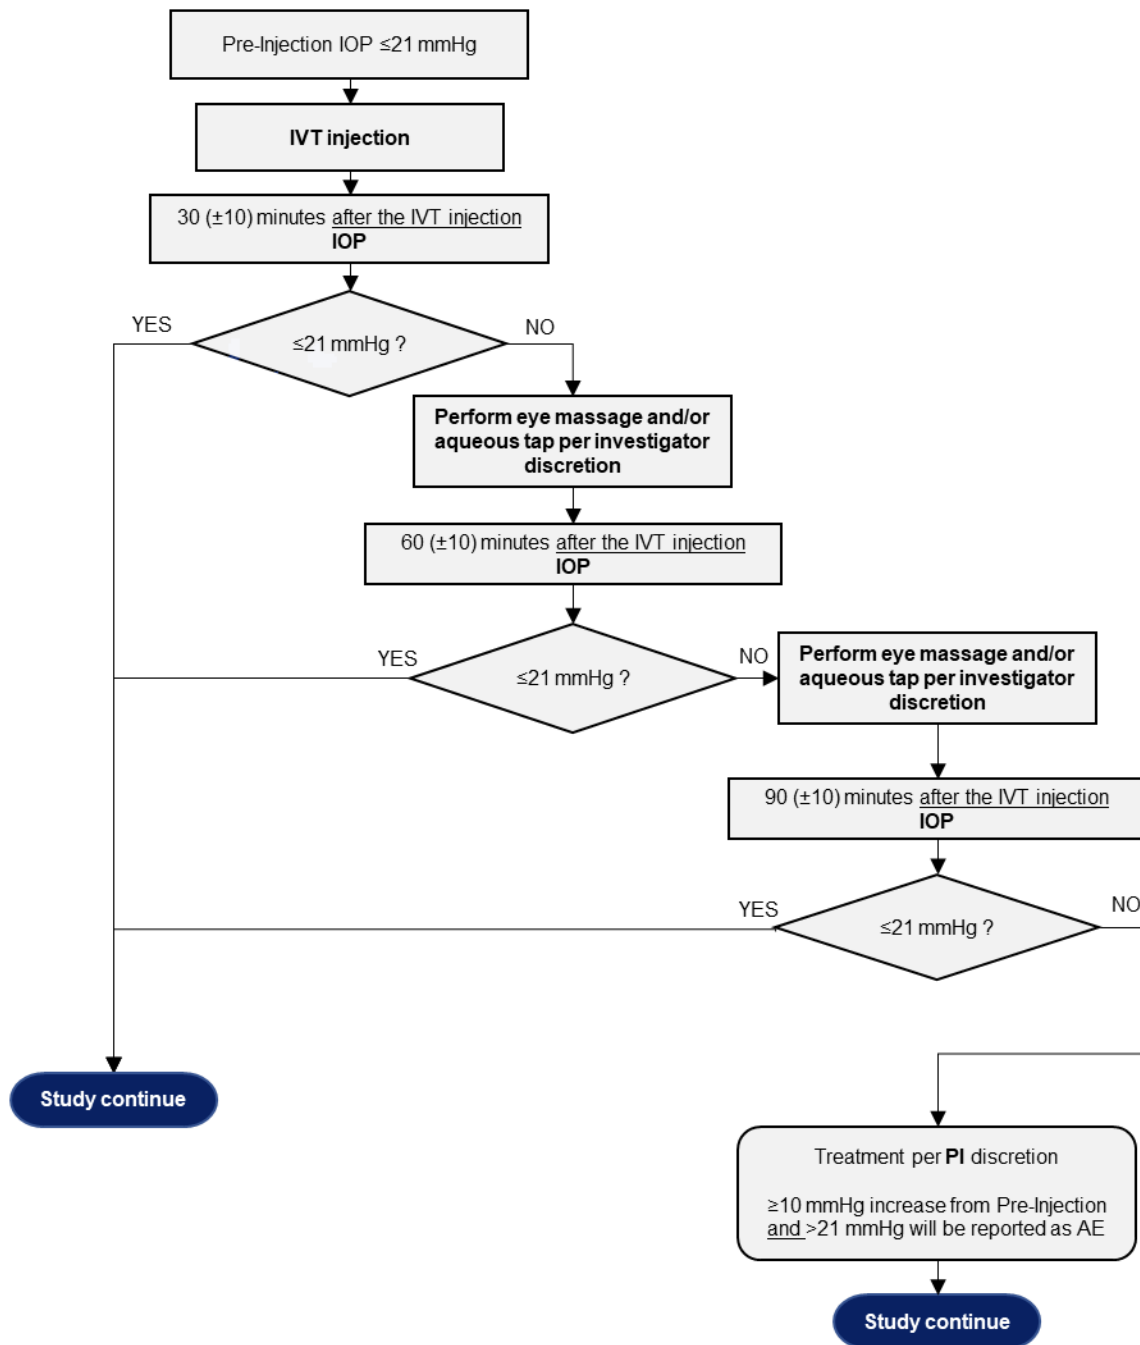 Pre-Injection IOP ≤21 mmHg
IVT injection
30 (±10) minutes after the IVT injection
IOP
YES
NO
≤21 mmHg ?
Perform eye massage and/or
aqueous tap per investigator
discretion
60 (±10) minutes after the IVT injection
IOP
YES
NO
≤21 mmHg ?
Perform eye massage and/or
aqueous tap per investigator
discretion
90 (±10) minutes after the IVT injection
IOP
YES
NO
≤21 mmHg ?
Study continue
Treatment per PI discretion
≥10 mmHg increase from Pre-Injection
and >21 mmHg will be reported as AE
Study continue